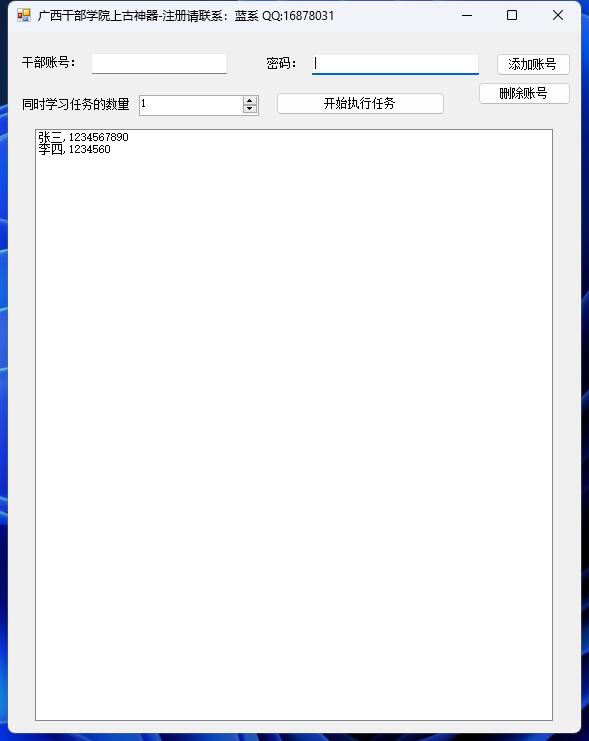 广西干部学院上古神器-注册请联系：蓝系 QQ:16878031
干部账号： 密码： 添加账号
删除账号
同时学习任务的数量 1 开始执行任务
张三,1234567890
李四,1234560